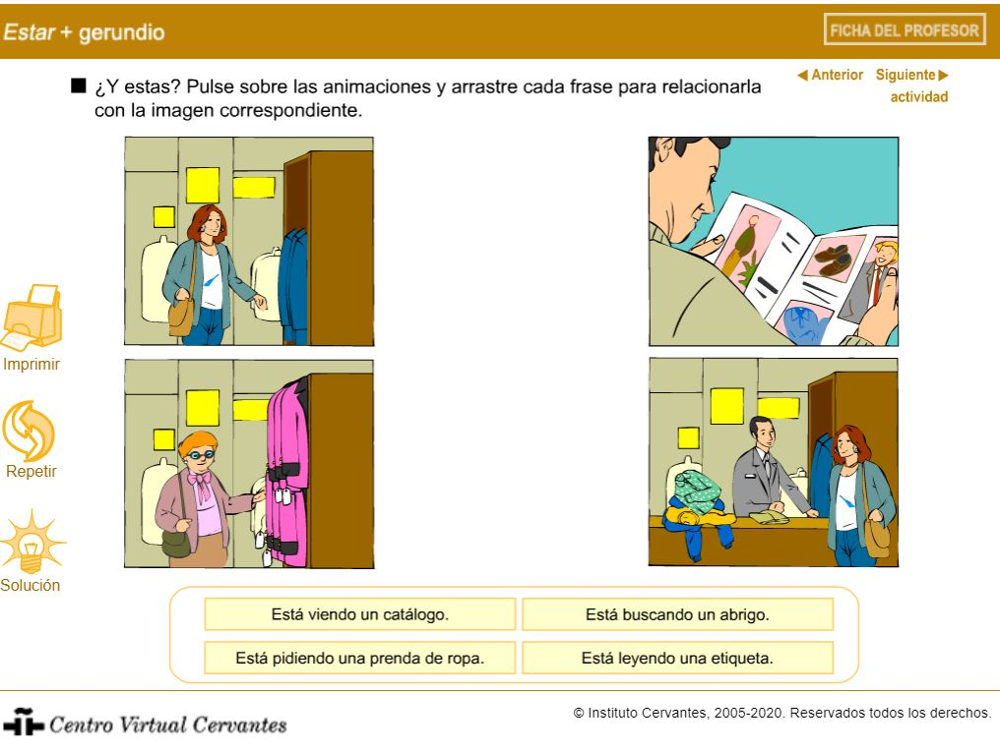 Estar + gerundio
FICHA DEL PROFESOR
Anterior Siguiente
actividad
¿Y estas? Pulse sobre las animaciones y arrastre cada frase para relacionarla
con la imagen correspondiente.
Imprimir
Repetir
Solución
Está viendo un catálogo.
Está buscando un abrigo.
Está pidiendo una prenda de ropa.
Está leyendo una etiqueta.
Centro Virtual Cervantes
© Instituto Cervantes, 2005-2020. Reservados todos los derechos.